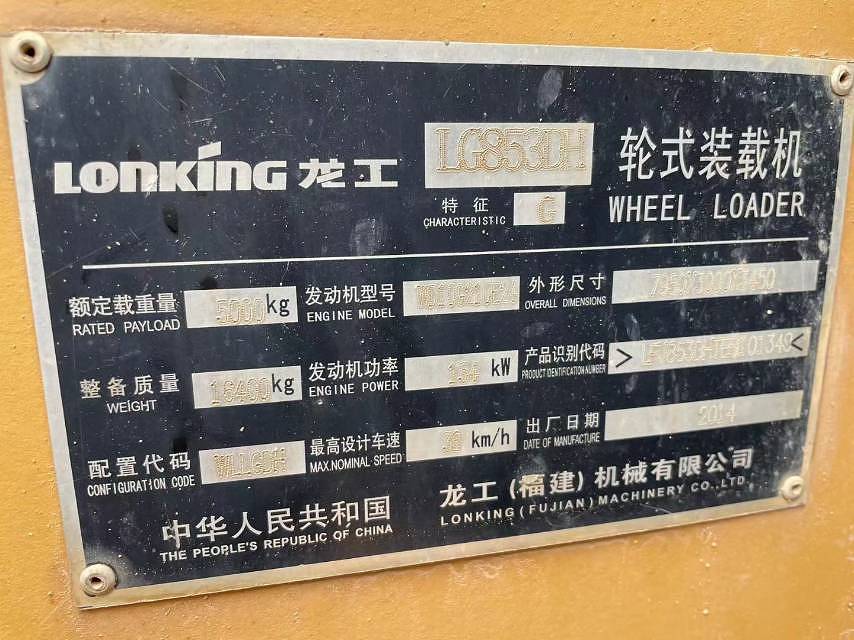 LONKING 龙工 LG853DH 轮式装载机
特征 G WHEEL LOADER
CHARACTERISTIC
额定载重量 5000kg 发动机型号 外形尺寸
RATED PAYLOAD ENGINE MODEL OVERALL DIMENSIONS
整备质量 16400kg 发动机功率 kW 产品识别代码 > <
WEIGHT ENGINE POWER PRODUCT IDENTIFICATION NUMBER
配置代码 最高设计车速 km/h 出厂日期 2014
CONFIGURATION CODE MAX.NOMINAL SPEED DATE OF MANUFACTURE
中华人民共和国 龙工(福建)机械有限公司
THE PEOPLE'S REPUBLIC OF CHINA LONKING(FUJIAN)MACHINERY CO.,LTD.